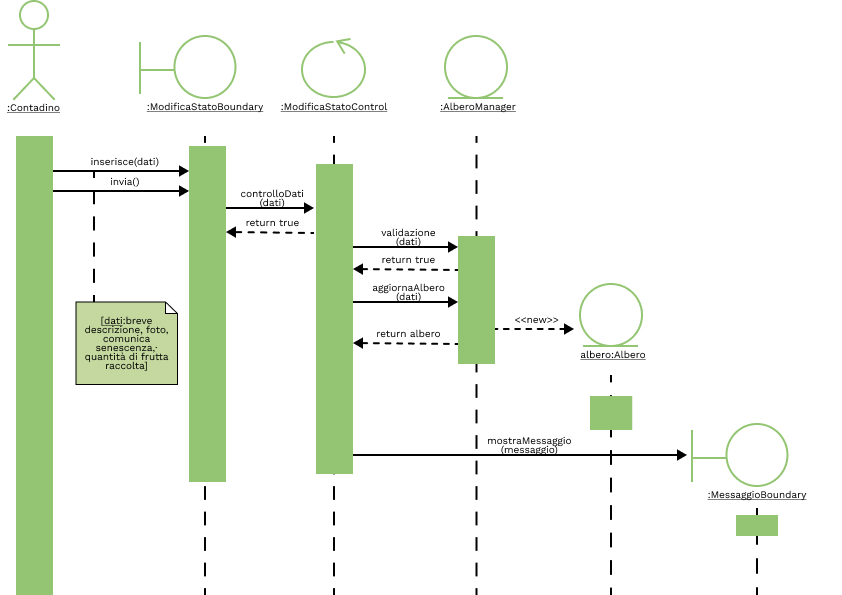 :Contadino
:ModificaStatoBoundary
:ModificaStatoControl
:AlberoManager
inserisce(dati)
invia()
controlloDati
(dati)
return true
validazione
(dati)
return true
aggiornaAlbero
(dati)
<<new>>
return albero
[dati:breve
descrizione, foto,
comunica
senescenza,
quantità di frutta
raccolta]
albero:Albero
mostraMessaggio
(messaggio)
:MessaggioBoundary